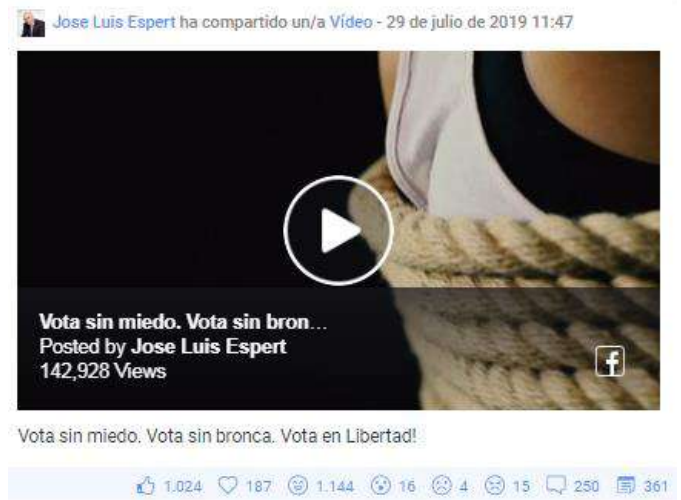 Jose Luis Espert ha compartido un/a Vídeo - 29 de julio de 2019 11:47
Vota sin miedo. Vota sin bron...
Posted by Jose Luis Espert
142,928 Views
Vota sin miedo. Vota sin bronca. Vota en Libertad!
1.024 187 1.144 16 4 15 250 361